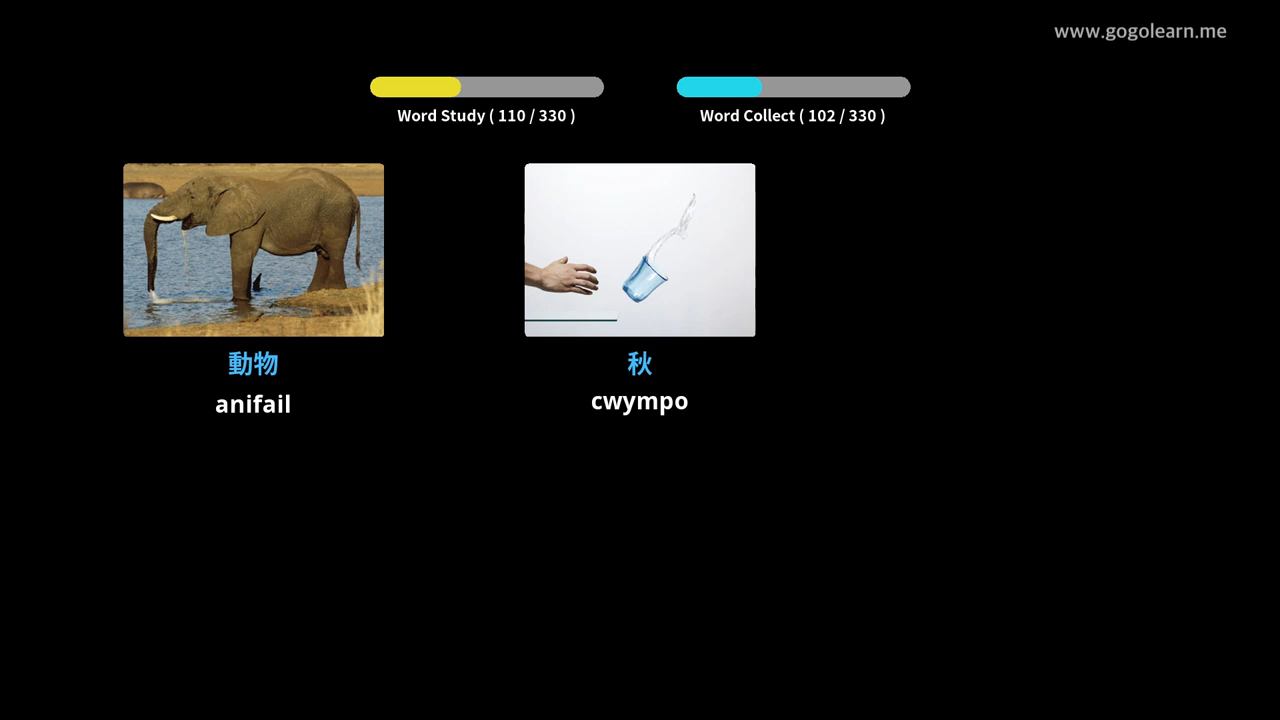 www.gogolearn.me
Word Study ( 110 / 330 )
Word Collect ( 102 / 330 )
動物
anifail
秋
cwympo